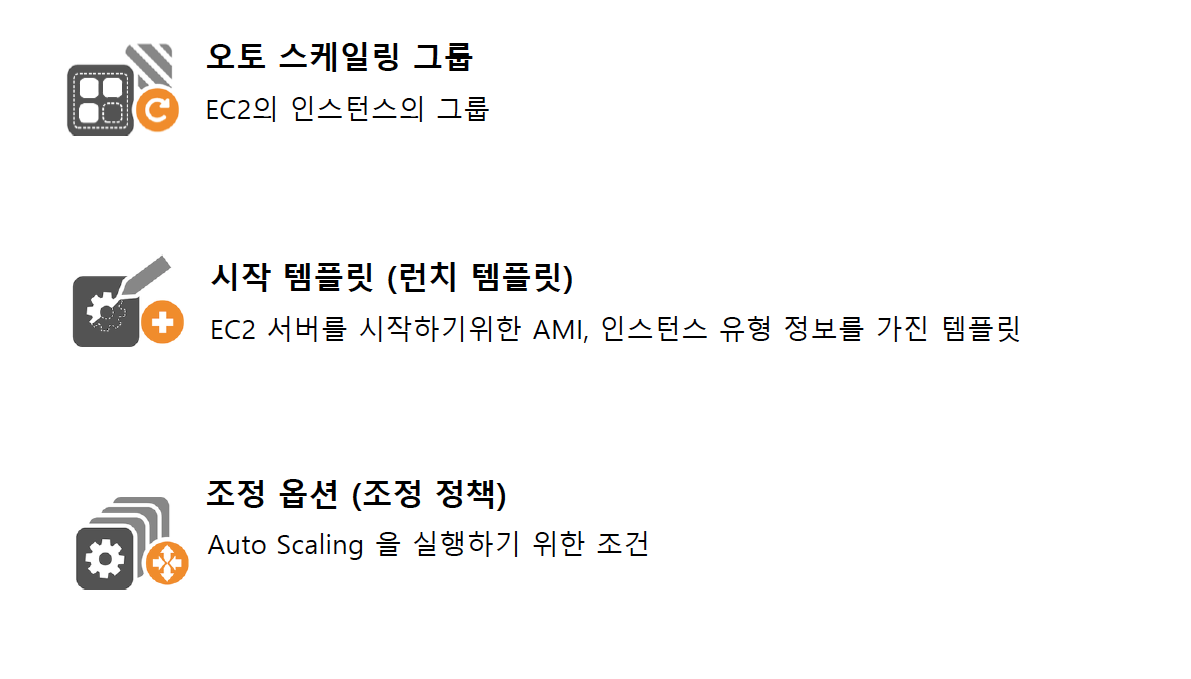 오토 스케일링 그룹
EC2의 인스턴스의 그룹
시작 템플릿 (런치 템플릿)
EC2 서버를 시작하기위한 AMI, 인스턴스 유형 정보를 가진 템플릿
조정 옵션 (조정 정책)
Auto Scaling 을 실행하기 위한 조건